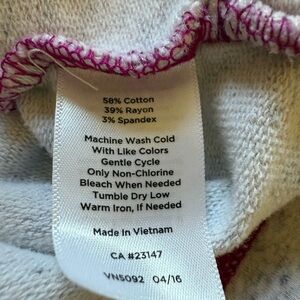 58% Cotton
39% Rayon
3% Spandex
Machine Wash Cold
With Like Colors
Gentle Cycle
Only Non-Chlorine
Bleach When Needed
Tumble Dry Low
Warm Iron, If Needed
Made In Vietnam
CA #23147
VN5092 04/16